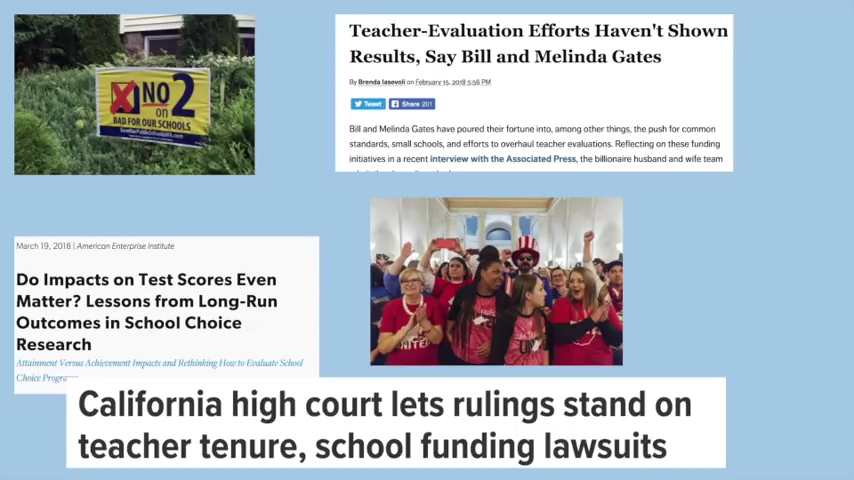 NO
on
2
BAD FOR OUR SCHOOLS
Teacher-Evaluation Efforts Haven't Shown
Results, Say Bill and Melinda Gates
By Brenda Iasevoli on February 15, 2018 5:56 PM
Tweet
Share 201
Bill and Melinda Gates have poured their fortune into, among other things, the push for common
standards, small schools, and efforts to overhaul teacher evaluations. Reflecting on these funding
initiatives in a recent interview with the Associated Press, the billionaire husband and wife team
March 19, 2018 | American Enterprise Institute
Do Impacts on Test Scores Even
Matter? Lessons from Long-Run
Outcomes in School Choice
Research
Attainment Versus Achievement Impacts and Rethinking How to Evaluate School
Choice Programs
California high court lets rulings stand on
teacher tenure, school funding lawsuits